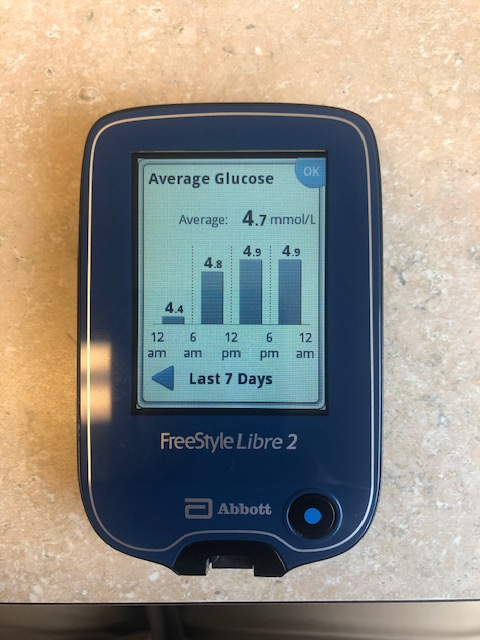 OK
Average Glucose
Average: 4.7 mmol/L
4.4 4.8 4.9 4.9
12 6 12 6 12
am am pm pm am
Last 7 Days
FreeStyle Libre 2
Abbott